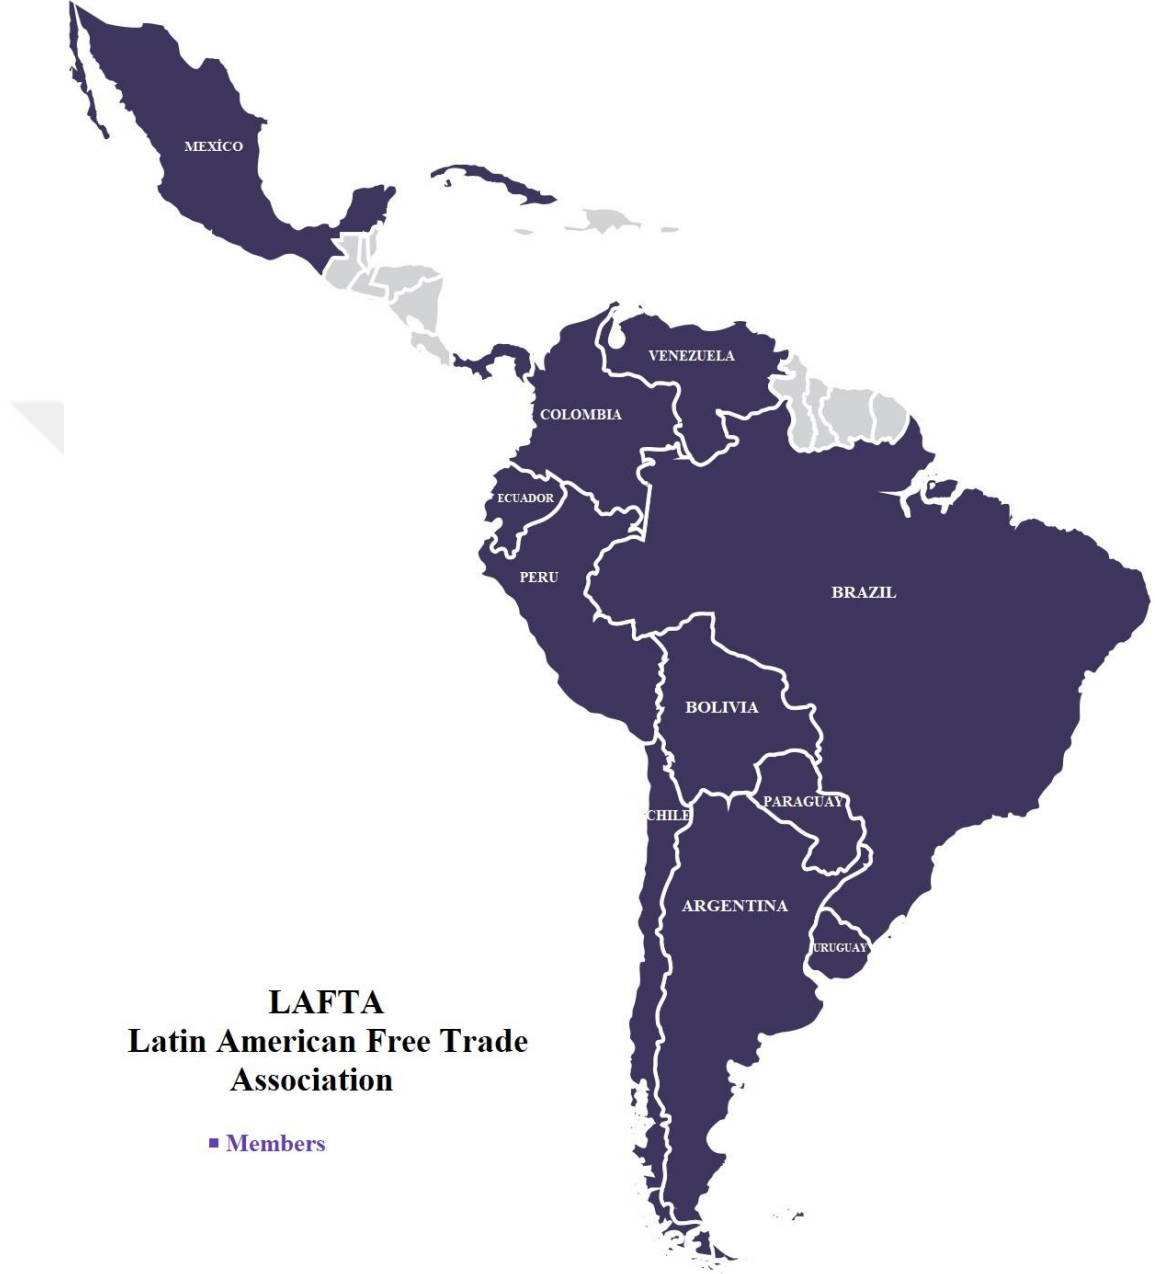 MEXİCO
VENEZUELA
COLOMBIA
ECUADOR
PERU
BRAZIL
BOLIVIA
PARAGUAY
CHILE
ARGENTINA
URUGUAY
LAFTA
Latin American Free Trade
Association
Members